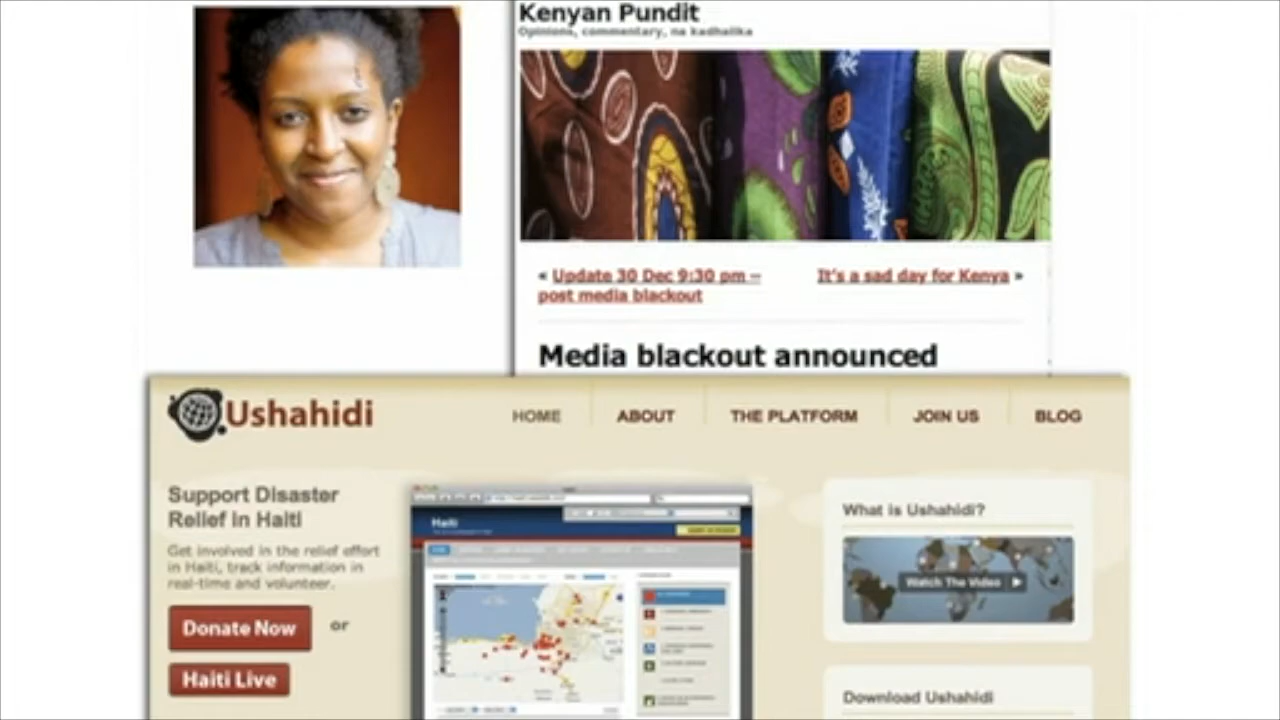 Kenyan Pundit
Opinions, commentary, na kadhalika
« Update 30 Dec 9:30 pm –
post media blackout
It's a sad day for Kenya »
Media blackout announced
Ushahidi
HOME
ABOUT
THE PLATFORM
JOIN US
BLOG
Support Disaster
Relief in Haiti
Get involved in the relief effort
in Haiti, track information in
real-time and volunteer.
Donate Now
or
Haiti Live
Haiti
What is Ushahidi?
Watch The Video
Download Ushahidi